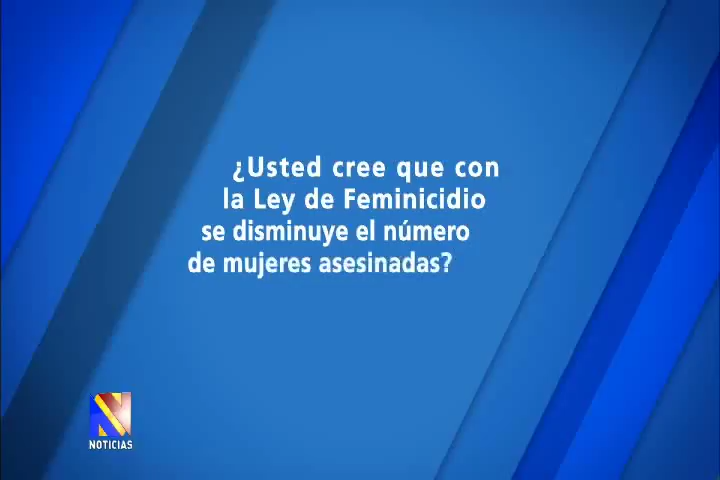 ¿Usted cree que con
la Ley de Feminicidio
se disminuye el número
de mujeres asesinadas?
N
NOTICIAS